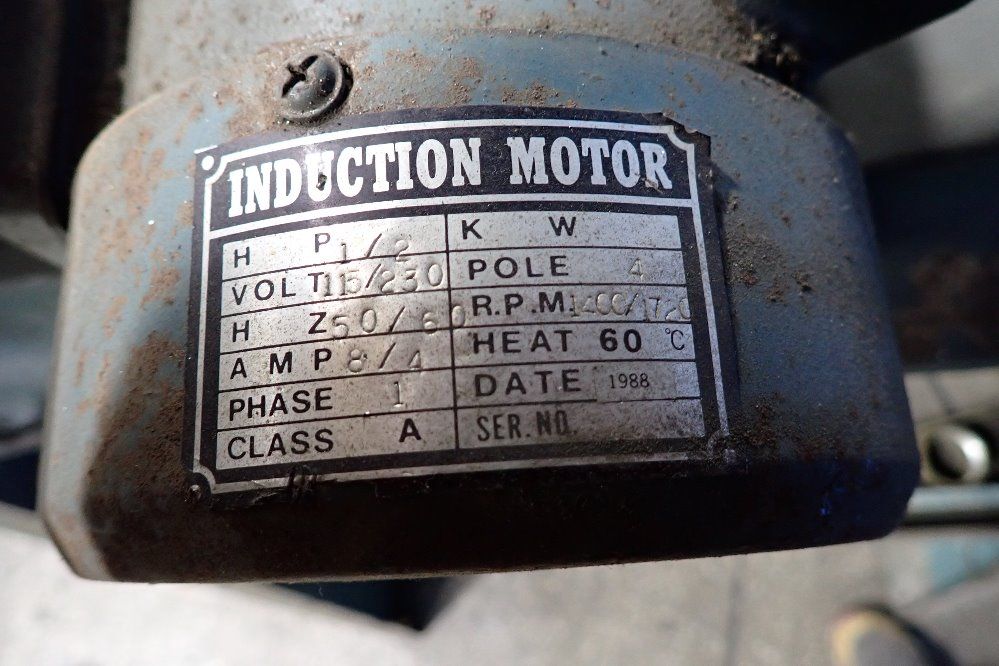 INDUCTION MOTOR
H P 1/2 K W
VOLT 115/230 POLE 4
H Z 50/60 R.P.M 1400/1720
AMP 8/4 HEAT 60 °C
PHASE 1 DATE 1988
CLASS A SER.NO.